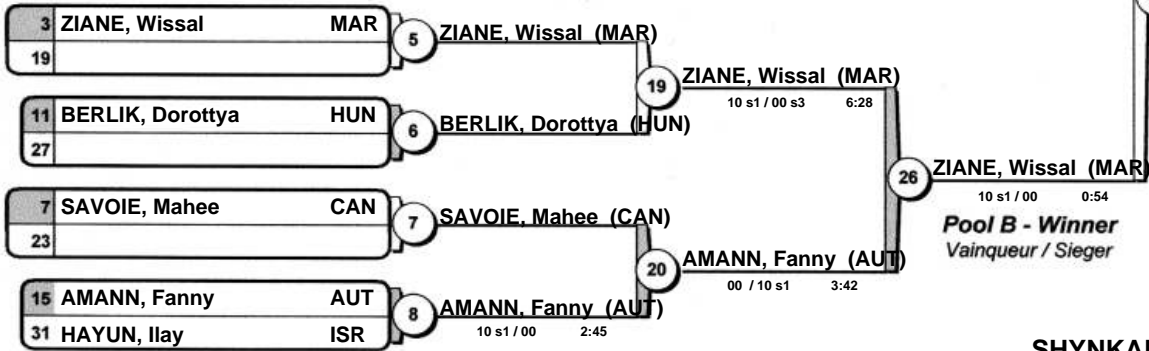 3 ZIANE, Wissal MAR
19
5
ZIANE, Wissal (MAR)
11 BERLIK, Dorottya HUN
27
6
BERLIK, Dorottya (HUN)
19
ZIANE, Wissal (MAR)
10 s1 / 00 s3 6:28
7 SAVOIE, Mahee CAN
23
7
SAVOIE, Mahee (CAN)
15 AMANN, Fanny AUT
31 HAYUN, Ilay ISR
8
AMANN, Fanny (AUT)
10 s1 / 00 2:45
20
AMANN, Fanny (AUT)
00 / 10 s1 3:42
26
ZIANE, Wissal (MAR)
10 s1 / 00 0:54
Pool B - Winner
Vainqueur / Sieger